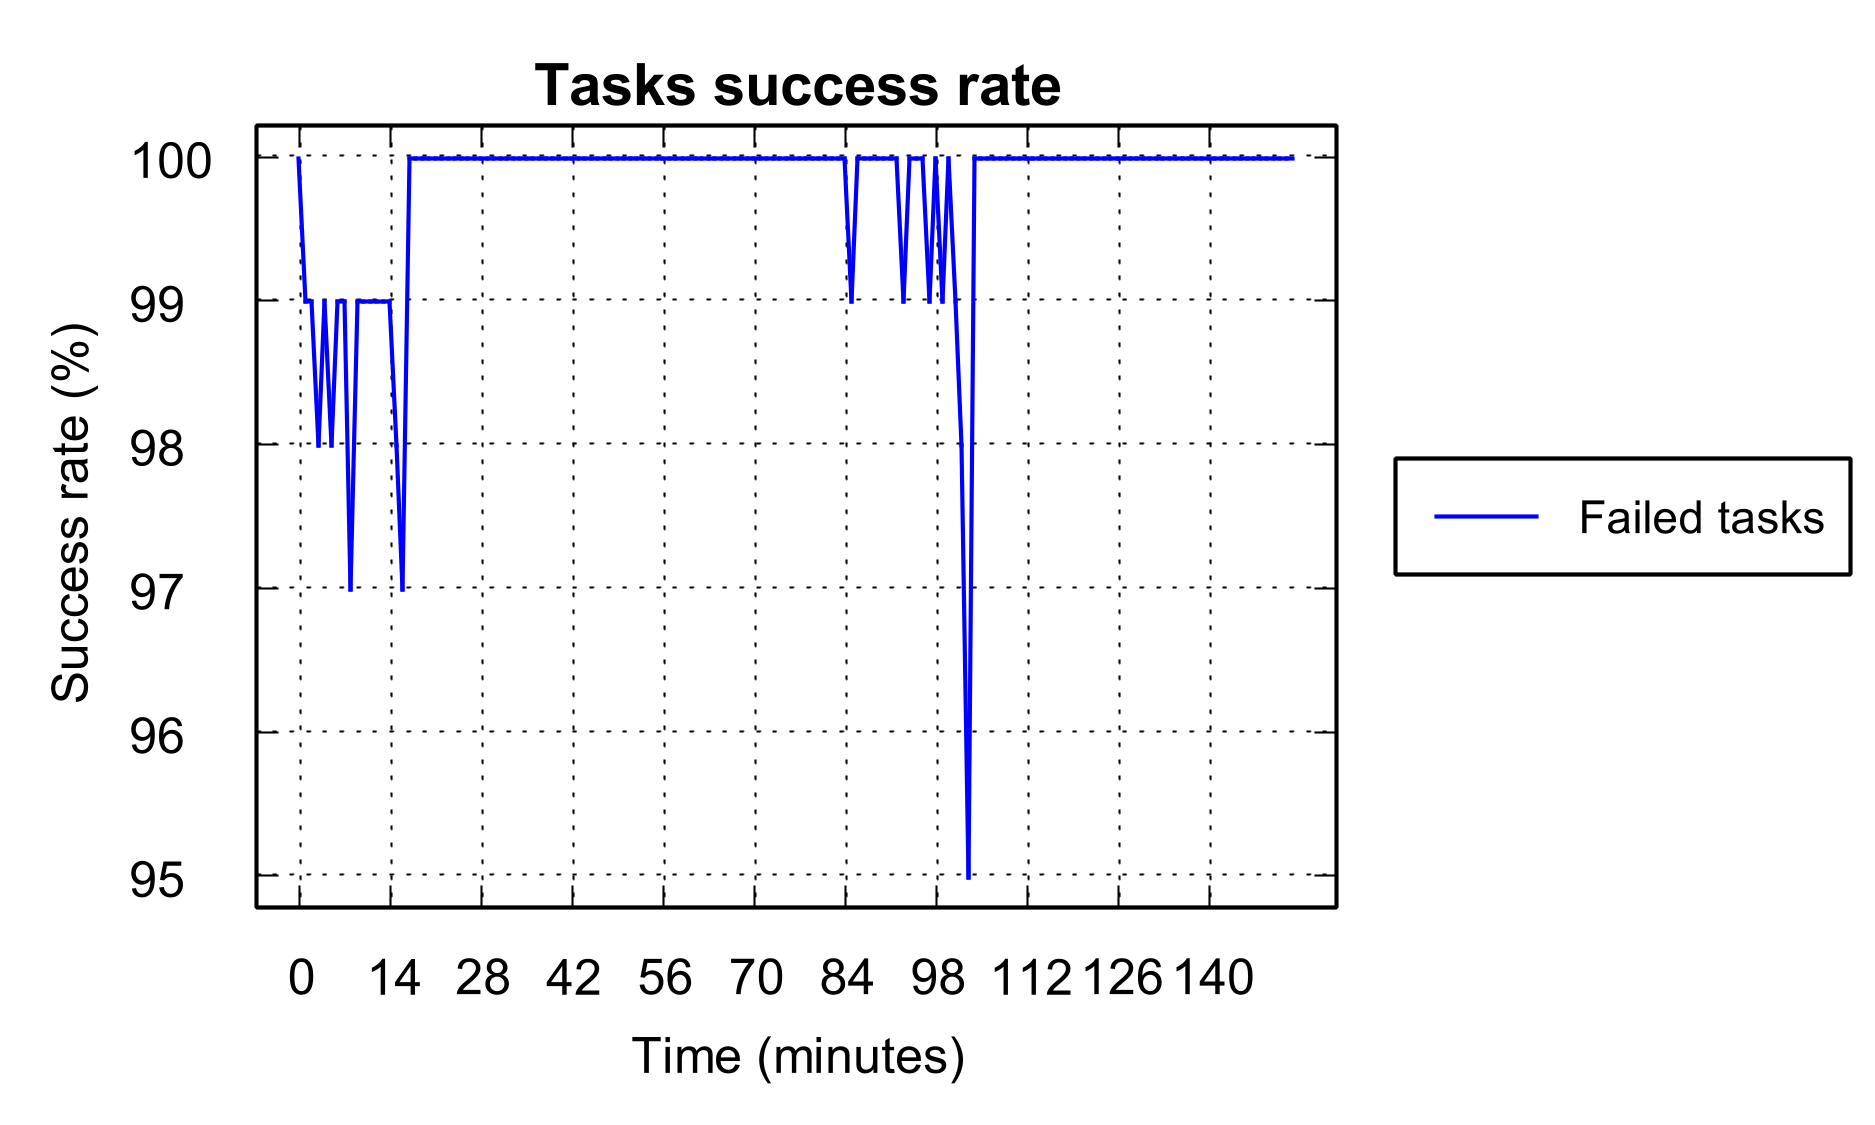 Tasks success rate
100
99
98
97
96
95
Success rate (%)
0 14 28 42 56 70 84 98 112 126 140
Time (minutes)
Failed tasks